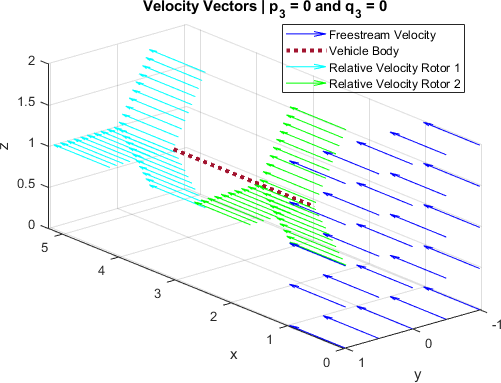 Velocity Vectors | p₃ = 0 and q₃ = 0
Freestream Velocity
Vehicle Body
Relative Velocity Rotor 1
Relative Velocity Rotor 2
2
1.5
1
0.5
0
z
5
4
3
2
1
0
x
1
0
-1
y